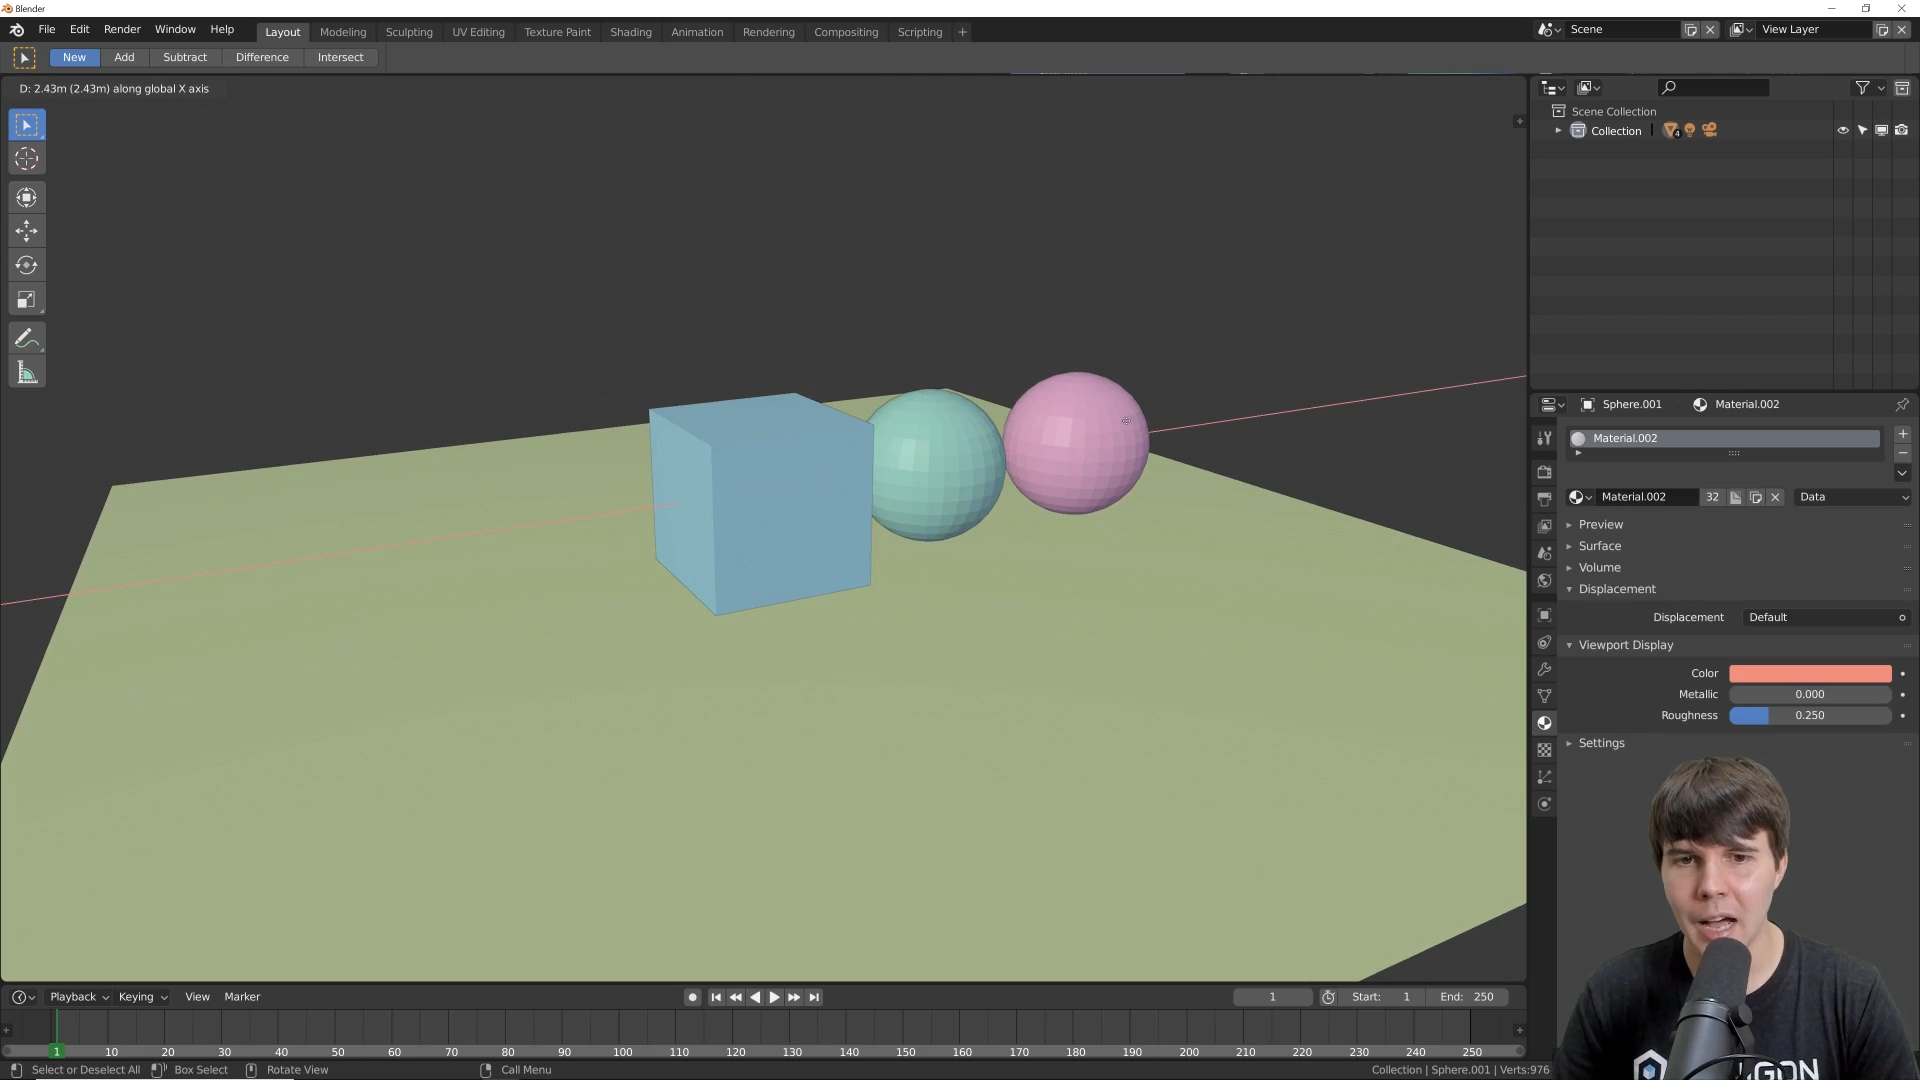 Blender
File Edit Render Window Help
Layout Modeling Sculpting UV Editing Texture Paint Shading Animation Rendering Compositing Scripting +
Scene
View Layer
New Add Subtract Difference Intersect
D: 2.43m (2.43m) along global X axis
Scene Collection
Collection
4
Sphere.001
Material.002
Material.002
Material.002 32
Data
Preview
Surface
Volume
Displacement
Displacement Default
Viewport Display
Color
Metallic 0.000
Roughness 0.250
Settings
Playback Keying View Marker
1
Start: 1
End: 250
1 10 20 30 40 50 60 70 80 90 100 110 120 130 140 150 160 170 180 190 200 210 220 230 240 250
Select or Deselect All
Box Select
Rotate View
Call Menu
Collection | Sphere.001 | Verts:976